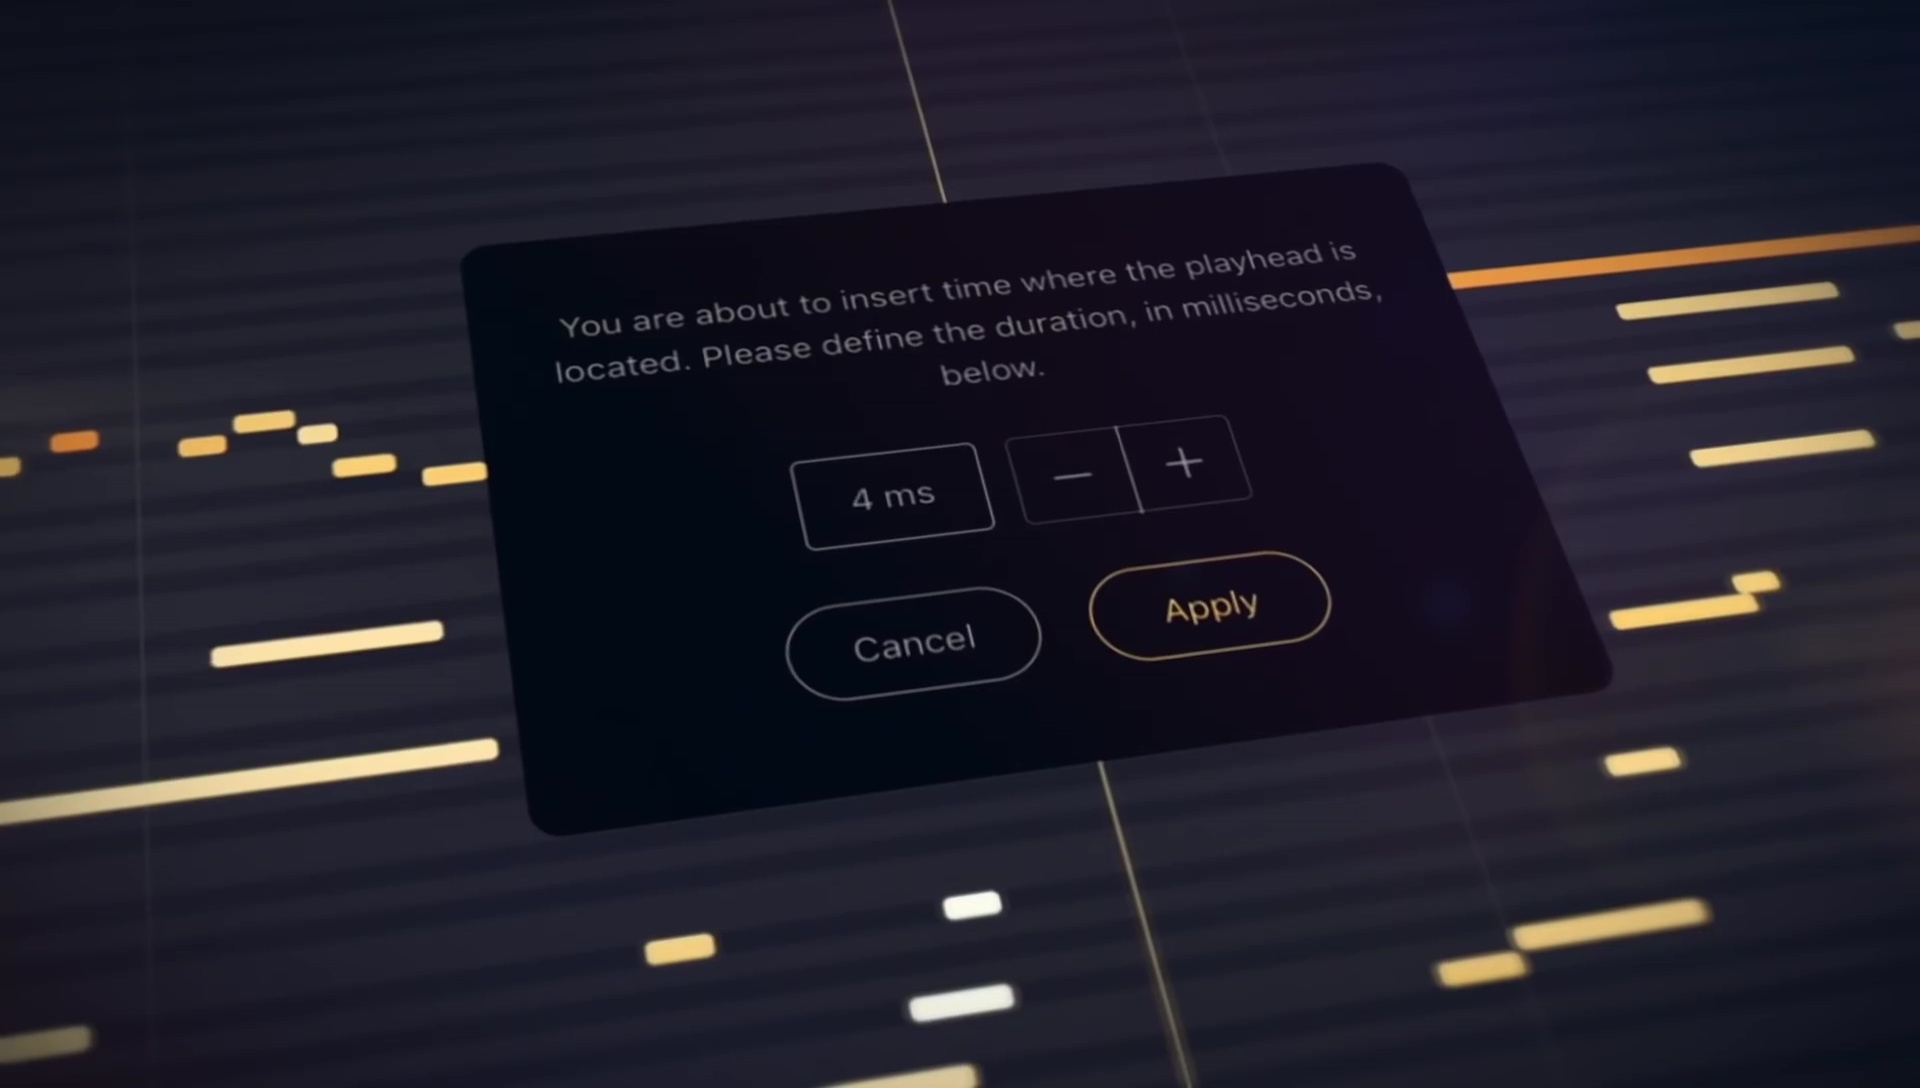 You are about to insert time where the playhead is
located. Please define the duration, in milliseconds,
below.
4 ms
Cancel
Apply